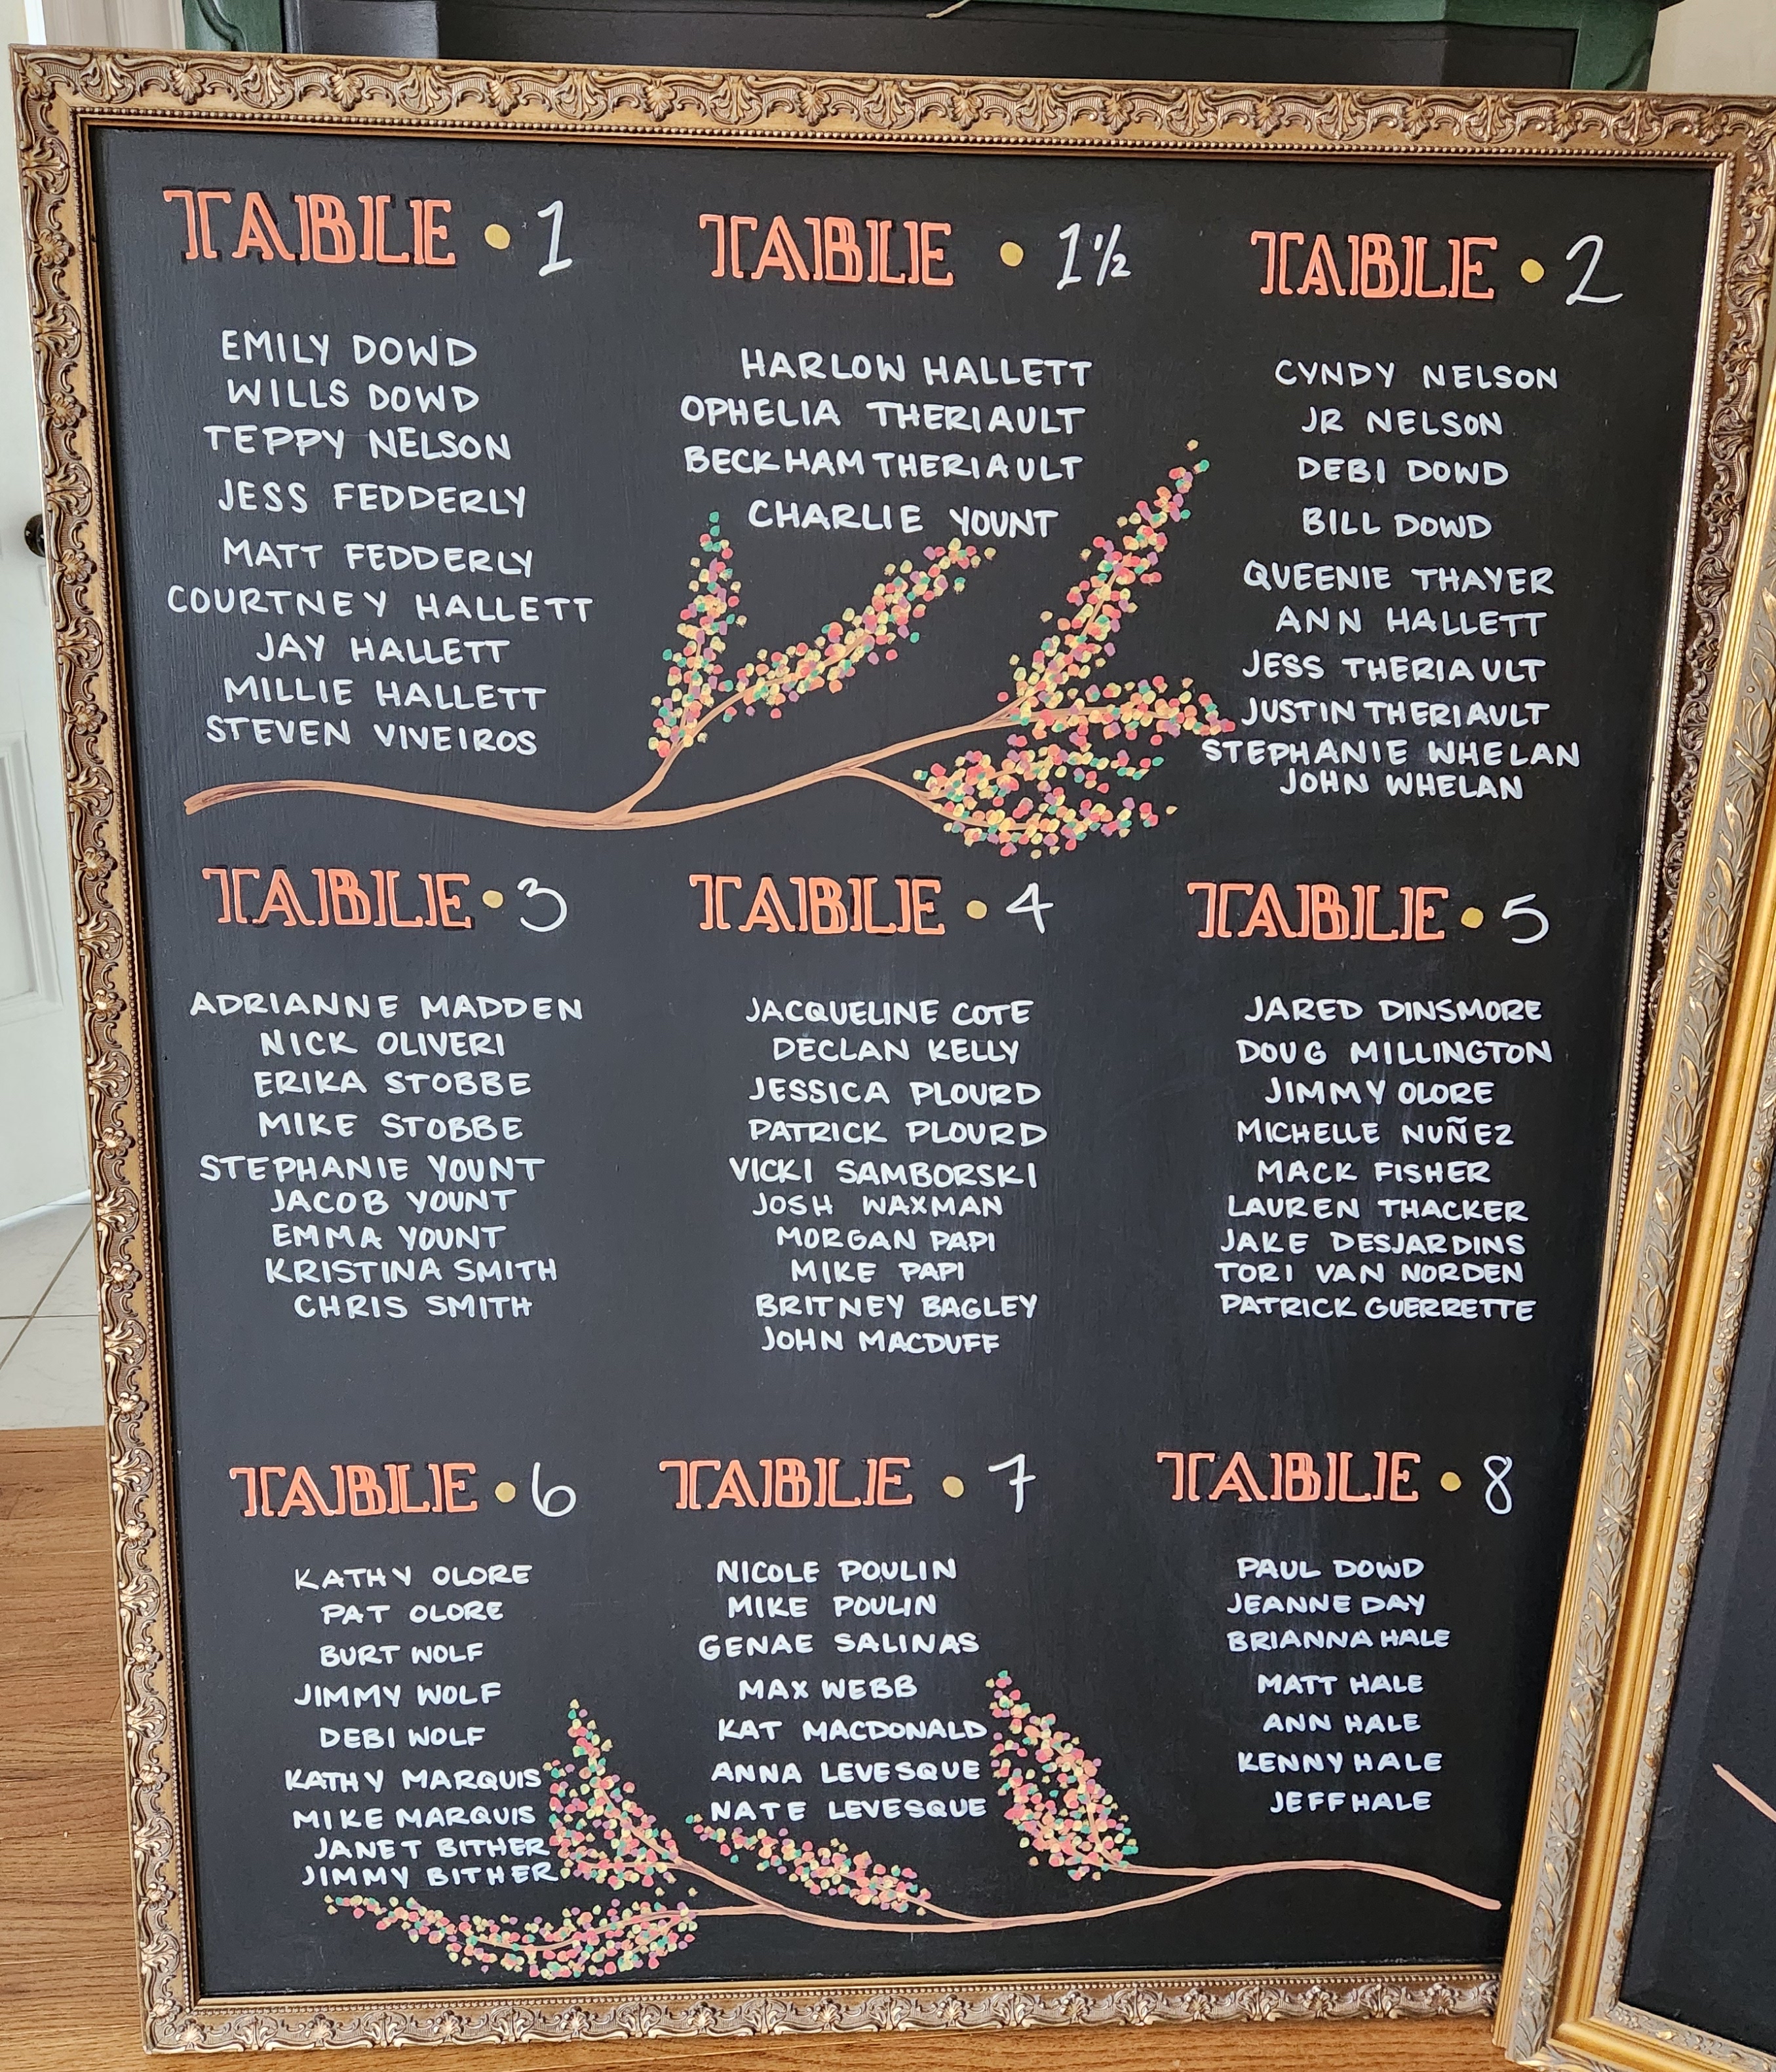 TABLE • 1
EMILY DOWD
WILLS DOWD
TEPPY NELSON
JESS FEDDERLY
MATT FEDDERLY
COURTNEY HALLETT
JAY HALLETT
MILLIE HALLETT
STEVEN VIVEIROS
TABLE • 1½
HARLOW HALLETT
OPHELIA THERIAULT
BECKHAM THERIAULT
CHARLIE YOUNT
TABLE • 2
CYNDY NELSON
JR NELSON
DEBI DOWD
BILL DOWD
QUEENIE THAYER
ANN HALLETT
JESS THERIAULT
JUSTIN THERIAULT
STEPHANIE WHELAN
JOHN WHELAN
TABLE • 3
ADRIANNE MADDEN
NICK OLIVERI
ERIKA STOBBE
MIKE STOBBE
STEPHANIE YOUNT
JACOB YOUNT
EMMA YOUNT
KRISTINA SMITH
CHRIS SMITH
TABLE • 4
JACQUELINE COTE
DECLAN KELLY
JESSICA PLOURD
PATRICK PLOURD
VICKI SAMBORSKI
JOSH WAXMAN
MORGAN PAPI
MIKE PAPI
BRITNEY BAGLEY
JOHN MACDUFF
TABLE • 5
JARED DINSMORE
DOUG MILLINGTON
JIMMY OLORE
MICHELLE NUÑEZ
MACK FISHER
LAUREN THACKER
JAKE DESJARDINS
TORI VAN NORDEN
PATRICK GUERRETTE
TABLE • 6
KATHY OLORE
PAT OLORE
BURT WOLF
JIMMY WOLF
DEBI WOLF
KATHY MARQUIS
MIKE MARQUIS
JANET BITHER
JIMMY BITHER
TABLE • 7
NICOLE POULIN
MIKE POULIN
GENAE SALINAS
MAX WEBB
KAT MACDONALD
ANNA LEVESQUE
NATE LEVESQUE
TABLE • 8
PAUL DOWD
JEANNE DAY
BRIANNA HALE
MATT HALE
ANN HALE
KENNY HALE
JEFF HALE